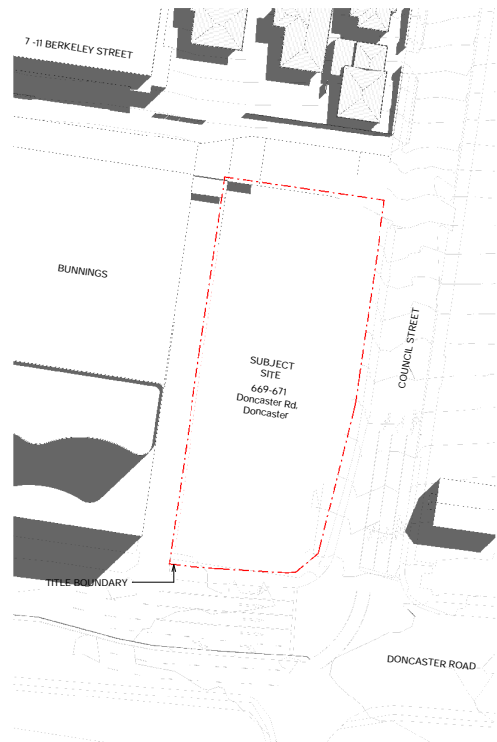 7 -11 BERKELEY STREET
BUNNINGS
COUNCIL STREET
SUBJECT
SITE
669-671
Doncaster Rd,
Doncaster
TITLE BOUNDARY
DONCASTER ROAD